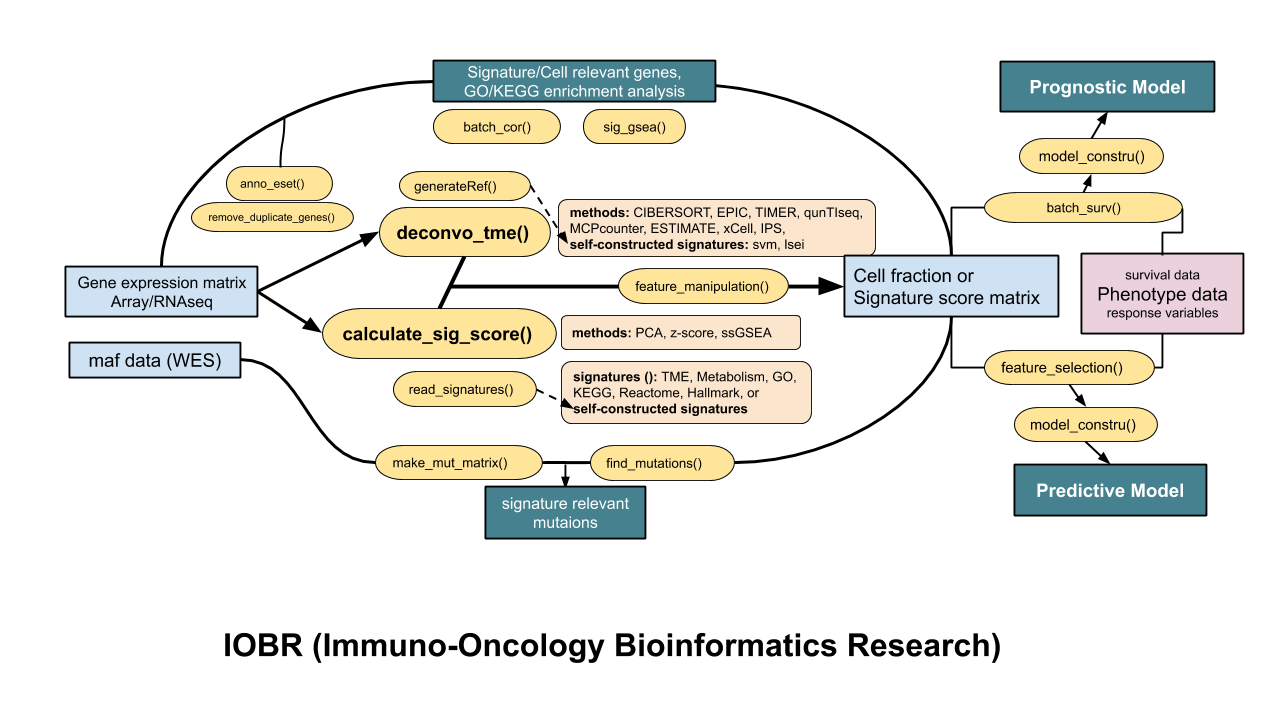 Signature/Cell relevant genes,
GO/KEGG enrichment analysis
batch_cor()
sig_gsea()
anno_eset()
remove_duplicate_genes()
generateRef()
deconvo_tme()
methods: CIBERSORT, EPIC, TIMER, qunTIseq,
MCPcounter, ESTIMATE, xCell, IPS,
self-constructed signatures: svm, lsei
Gene expression matrix
Array/RNAseq
feature_manipulation()
Cell fraction or
Signature score matrix
calculate_sig_score()
methods: PCA, z-score, ssGSEA
maf data (WES)
read_signatures()
signatures (): TME, Metabolism, GO,
KEGG, Reactome, Hallmark, or
self-constructed signatures
make_mut_matrix()
find_mutations()
signature relevant
mutaions
Prognostic Model
model_constru()
batch_surv()
survival data
Phenotype data
response variables
feature_selection()
model_constru()
Predictive Model
IOBR (Immuno-Oncology Bioinformatics Research)